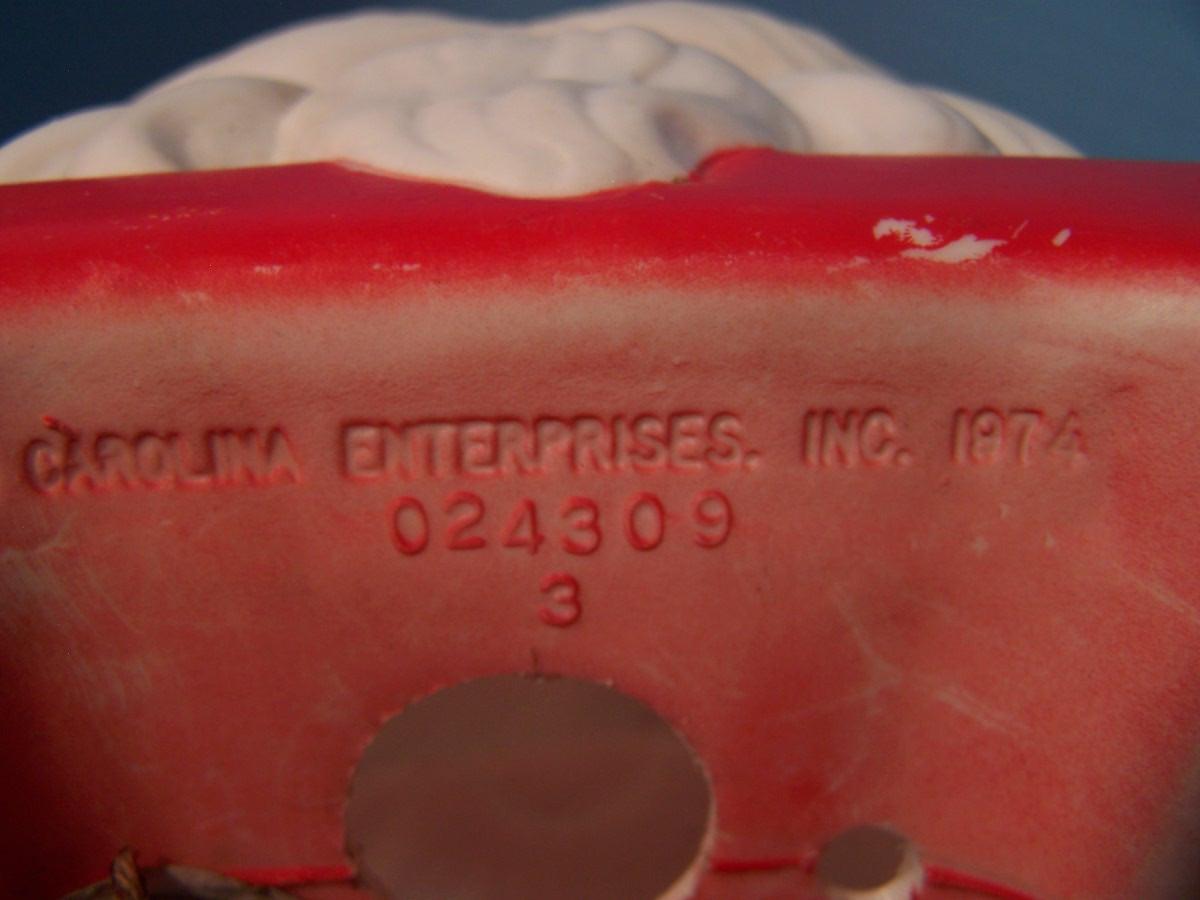 CAROLINA ENTERPRISES. INC. 1974
024309
3